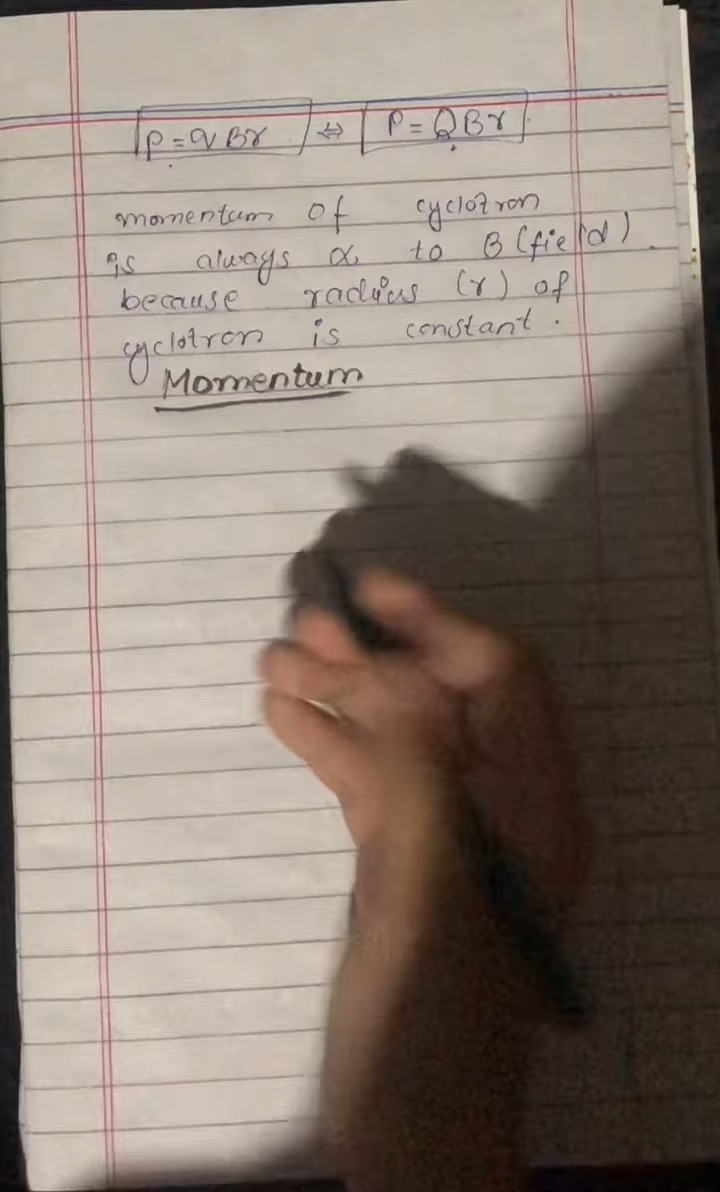 P = qBr ⇔ P = QBr
momentum of cyclotron
is always ∝ to B (field).
because radius (r) of
cyclotron is constant.
Momentum